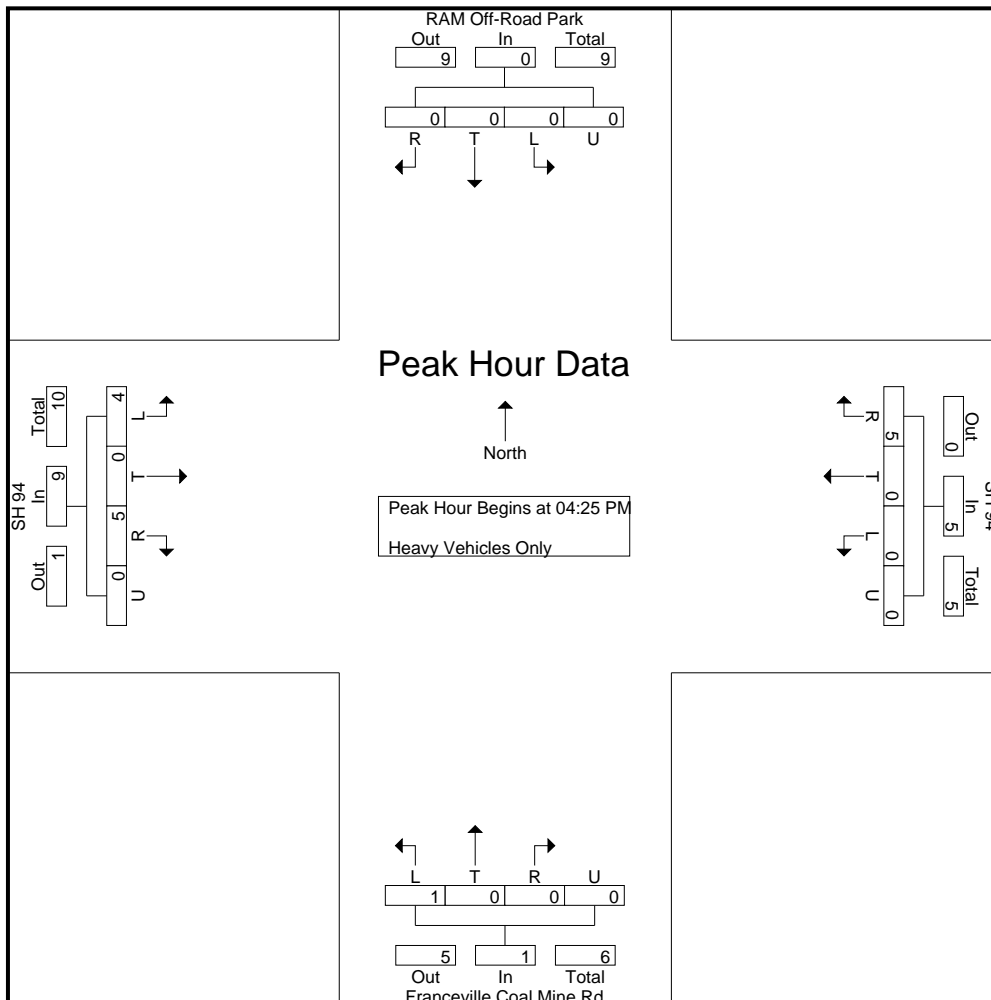 RAM Off-Road Park
Out In Total
9 0 9
0 0 0 0
R T L U
Peak Hour Data
North
Peak Hour Begins at 04:25 PM
Heavy Vehicles Only
SH 94
Out In Total
1 9 10
0 5 0 4
U R T L
SH 94
Out In Total
0 5 5
5 0 0 0
R T L U
L T R U
1 0 0 0
5 1 6
Out In Total
Franceville Coal Mine Rd